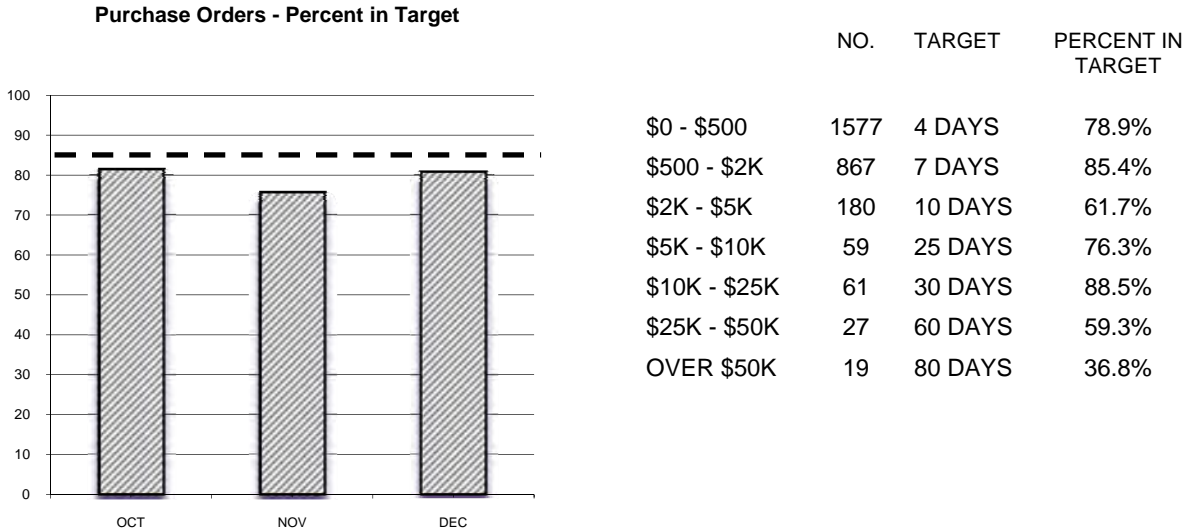 Purchase Orders - Percent in Target
100
90
80
70
60
50
40
30
20
10
0
OCT NOV DEC
NO. TARGET PERCENT IN
TARGET
$0 - $500 1577 4 DAYS 78.9%
$500 - $2K 867 7 DAYS 85.4%
$2K - $5K 180 10 DAYS 61.7%
$5K - $10K 59 25 DAYS 76.3%
$10K - $25K 61 30 DAYS 88.5%
$25K - $50K 27 60 DAYS 59.3%
OVER $50K 19 80 DAYS 36.8%